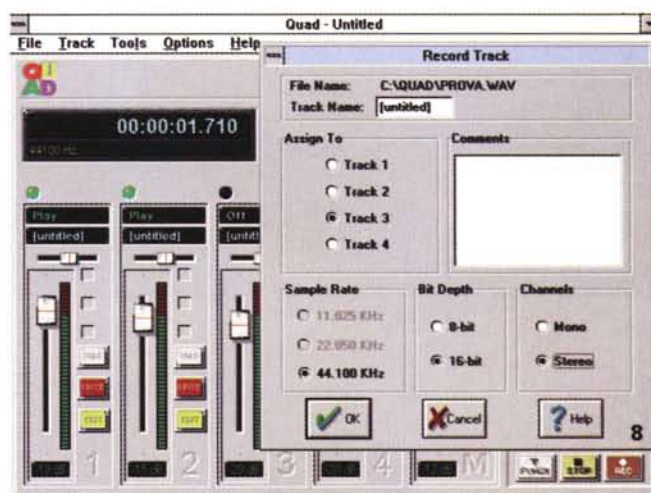 Quad - Untitled
File Track Tools Options Help
QUAD
00:00:01.710
44100 Hz
Play
[untitled]
Play
[untitled]
Off
[untitl
1
2
3
4
M
STOP
REC
Record Track
File Name: C:\QUAD\PROVA.WAV
Track Name: [untitled]
Assign To
Track 1
Track 2
Track 3
Track 4
Comments
Sample Rate
11.025 KHz
22.050 KHz
44.100 KHz
Bit Depth
8-bit
16-bit
Channels
Mono
Stereo
OK
Cancel
Help
8